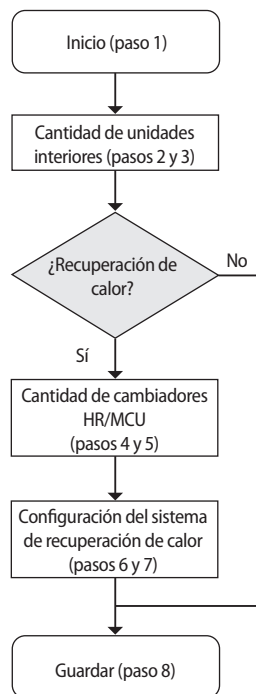 Inicio (paso 1)
Cantidad de unidades
interiores (pasos 2 y 3)
¿Recuperación de
calor?
No
Sí
Cantidad de cambiadores
HR/MCU
(pasos 4 y 5)
Configuración del sistema
de recuperación de calor
(pasos 6 y 7)
Guardar (paso 8)